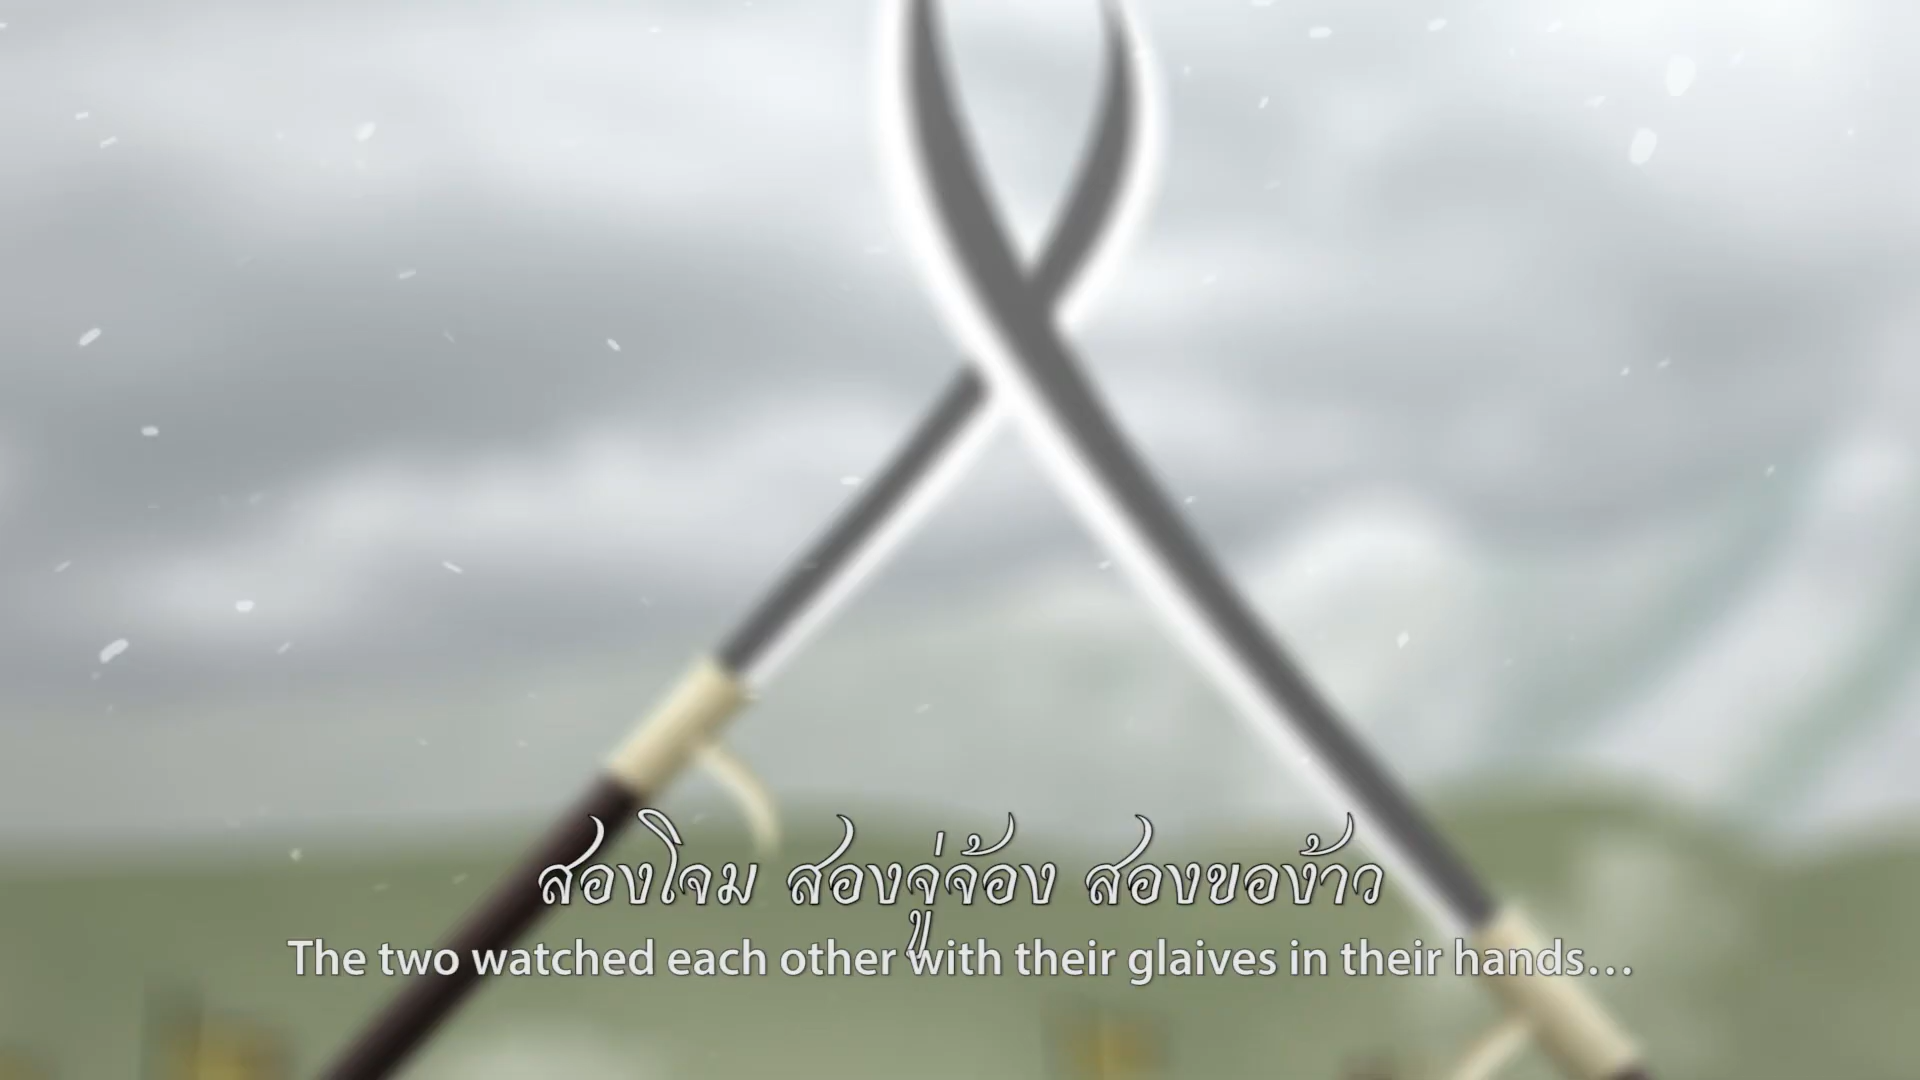 สองโจม สองจู่จ้อง สองของ้าว
The two watched each other with their glaives in their hands…